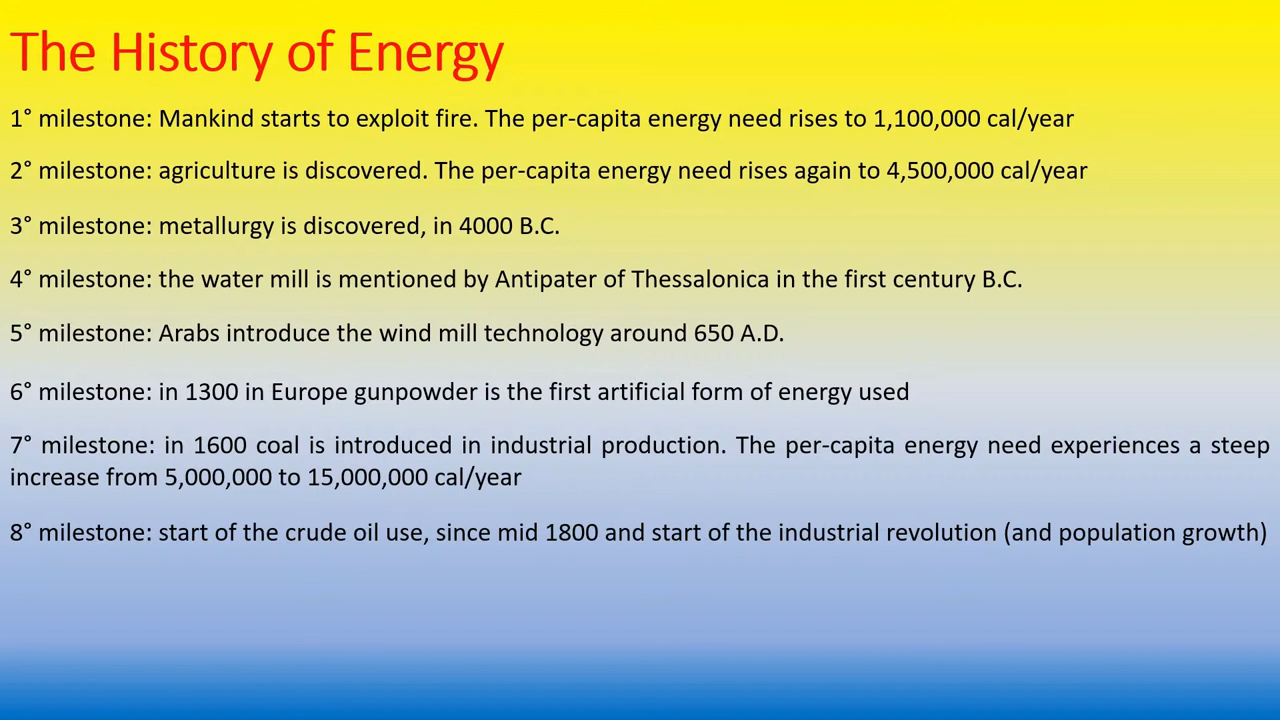 The History of Energy
1° milestone: Mankind starts to exploit fire. The per-capita energy need rises to 1,100,000 cal/year
2° milestone: agriculture is discovered. The per-capita energy need rises again to 4,500,000 cal/year
3° milestone: metallurgy is discovered, in 4000 B.C.
4° milestone: the water mill is mentioned by Antipater of Thessalonica in the first century B.C.
5° milestone: Arabs introduce the wind mill technology around 650 A.D.
6° milestone: in 1300 in Europe gunpowder is the first artificial form of energy used
7° milestone: in 1600 coal is introduced in industrial production. The per-capita energy need experiences a steep
increase from 5,000,000 to 15,000,000 cal/year
8° milestone: start of the crude oil use, since mid 1800 and start of the industrial revolution (and population growth)